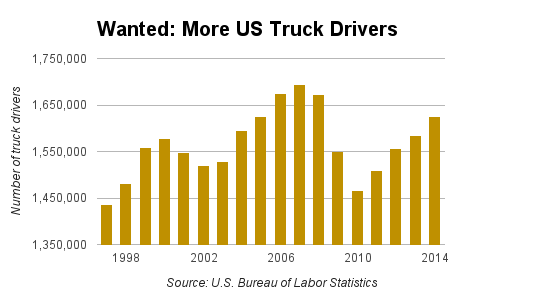 Wanted: More US Truck Drivers
1,750,000
1,650,000
1,550,000
1,450,000
1,350,000
Number of truck drivers
1998 2002 2006 2010 2014
Source: U.S. Bureau of Labor Statistics